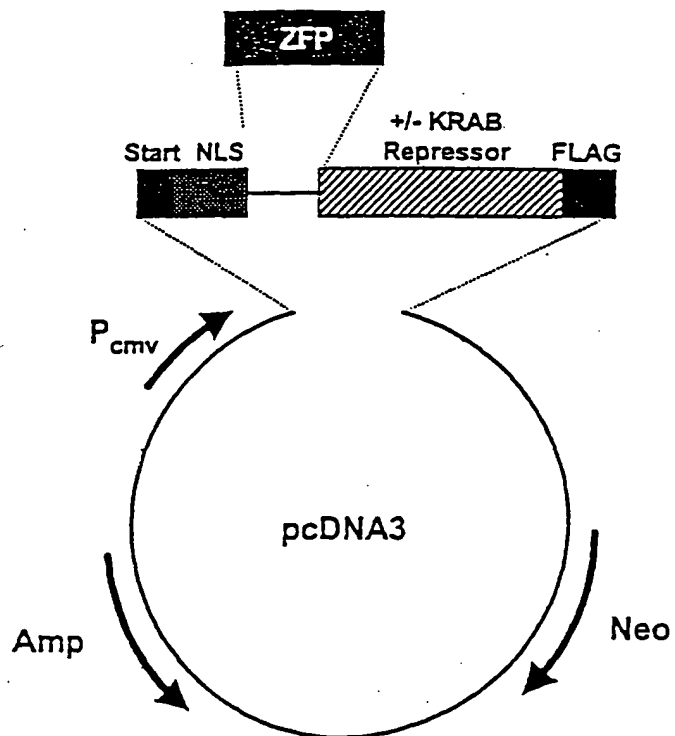 ZFP
+/- KRAB
Start NLS Repressor FLAG
Pcmv
pcDNA3
Amp
Neo